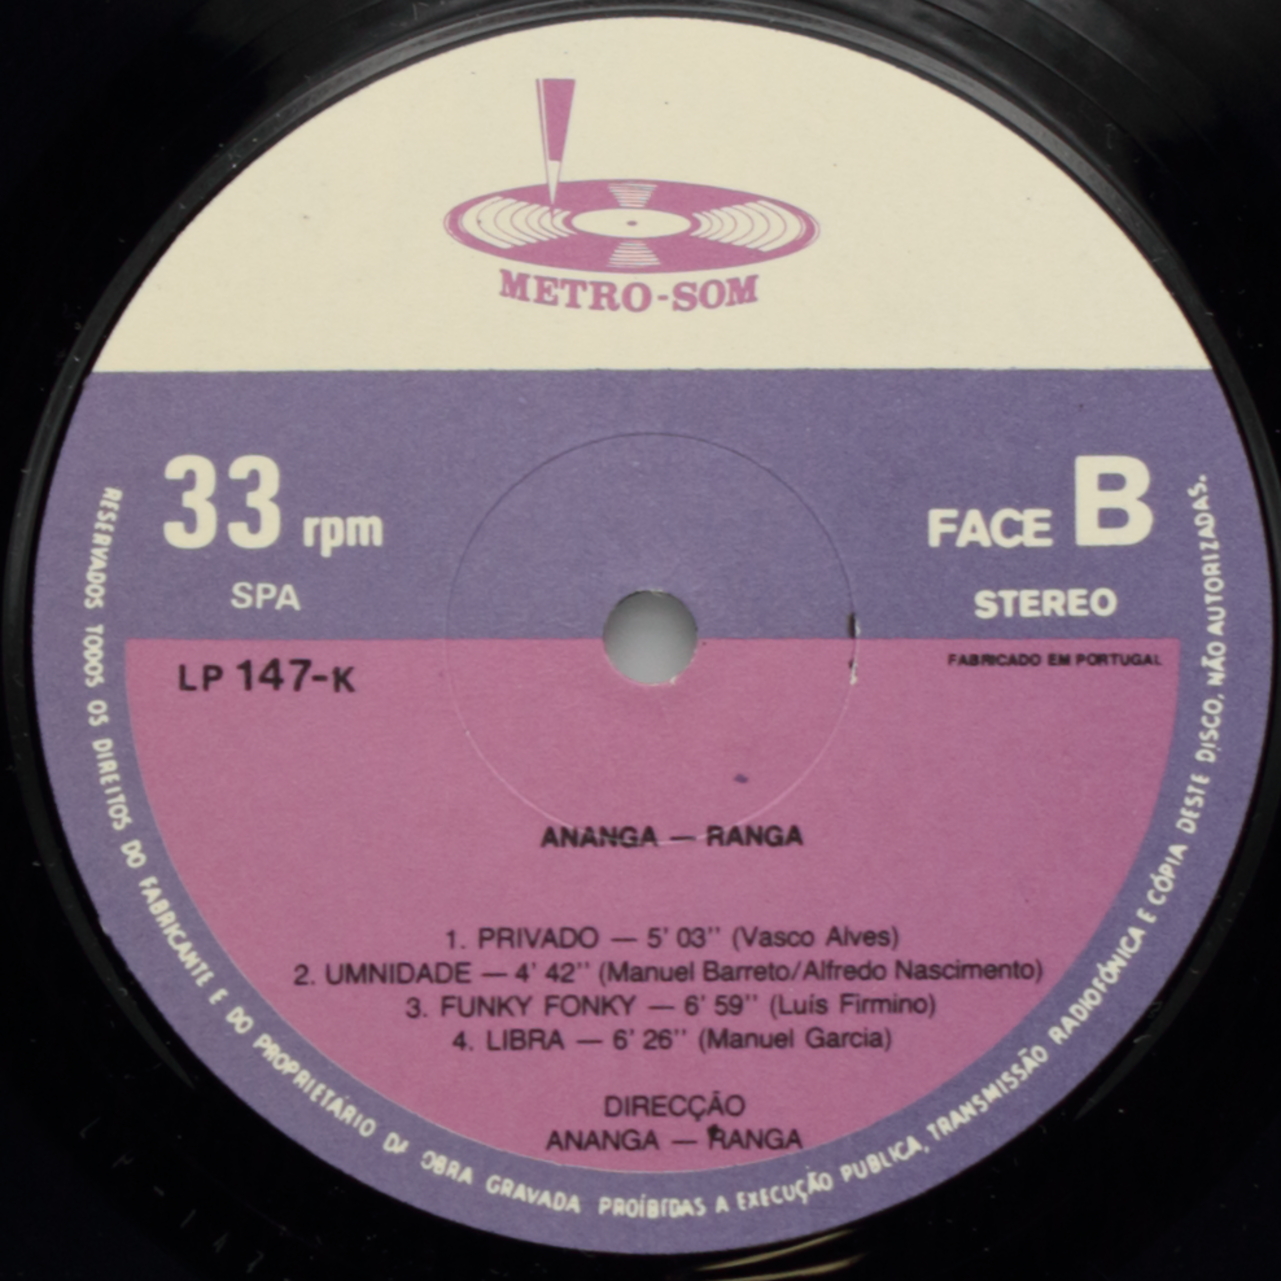 METRO-SOM
33 rpm
SPA
FACE B
STEREO
LP 147-K
FABRICADO EM PORTUGAL
ANANGA — RANGA
1. PRIVADO — 5' 03'' (Vasco Alves)
2. UMNIDADE — 4' 42'' (Manuel Barreto/Alfredo Nascimento)
3. FUNKY FONKY — 6' 59'' (Luís Firmino)
4. LIBRA — 6' 26'' (Manuel Garcia)
DIRECÇÃO
ANANGA — RANGA
RESERVADOS TODOS OS DIREITOS DO FABRICANTE E DO PROPRIETÁRIO DA OBRA GRAVADA PROÍBIDAS A EXECUÇÃO PUBLICA, TRANSMISSÃO RADIOFÓNICA E CÓPIA DESTE DISCO, NÃO AUTORIZADAS.